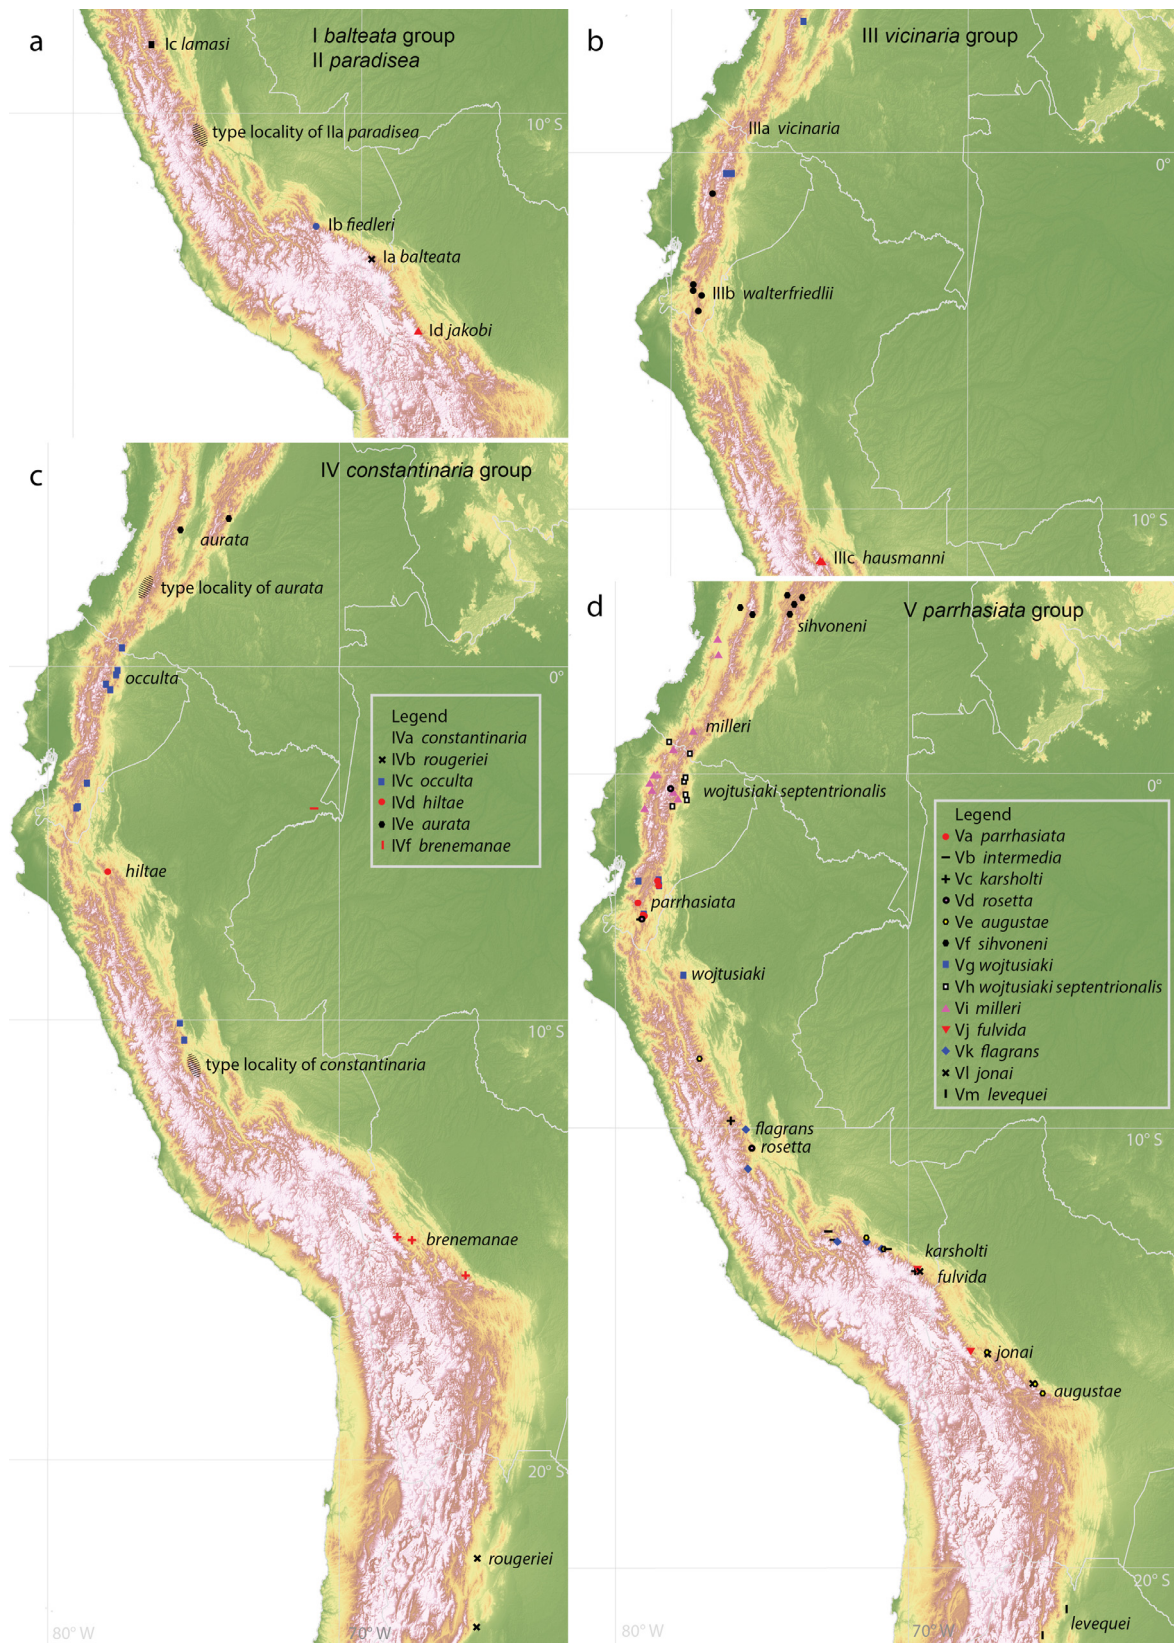 a
I balteata group
II paradisea
Ic lamasi
10° S
type locality of IIa paradisea
Ib fiedleri
Ia balteata
Id jakobi
b
III vicinaria group
IIIa vicinaria
0°
IIIb walterfriedlii
10° S
IIIc hausmanni
c
IV constantinaria group
aurata
type locality of aurata
occulta
0°
Legend
IVa constantinaria
IVb rougeriei
IVc occulta
IVd hiltae
IVe aurata
IVf brenemanae
hiltae
10° S
type locality of constantinaria
brenemanae
20° S
rougeriei
80° W
70° W
d
V parrhasiata group
sihvoneni
milleri
0°
wojtusiaki septentrionalis
Legend
Va parrhasiata
Vb intermedia
Vc karsholti
Vd rosetta
Ve augustae
Vf sihvoneni
Vg wojtusiaki
Vh wojtusiaki septentrionalis
Vi milleri
Vj fulvida
Vk flagrans
Vl jonai
Vm levequei
parrhasiata
wojtusiaki
flagrans
10° S
rosetta
karsholti
fulvida
jonai
augustae
20° S
levequei
80° W
70° W